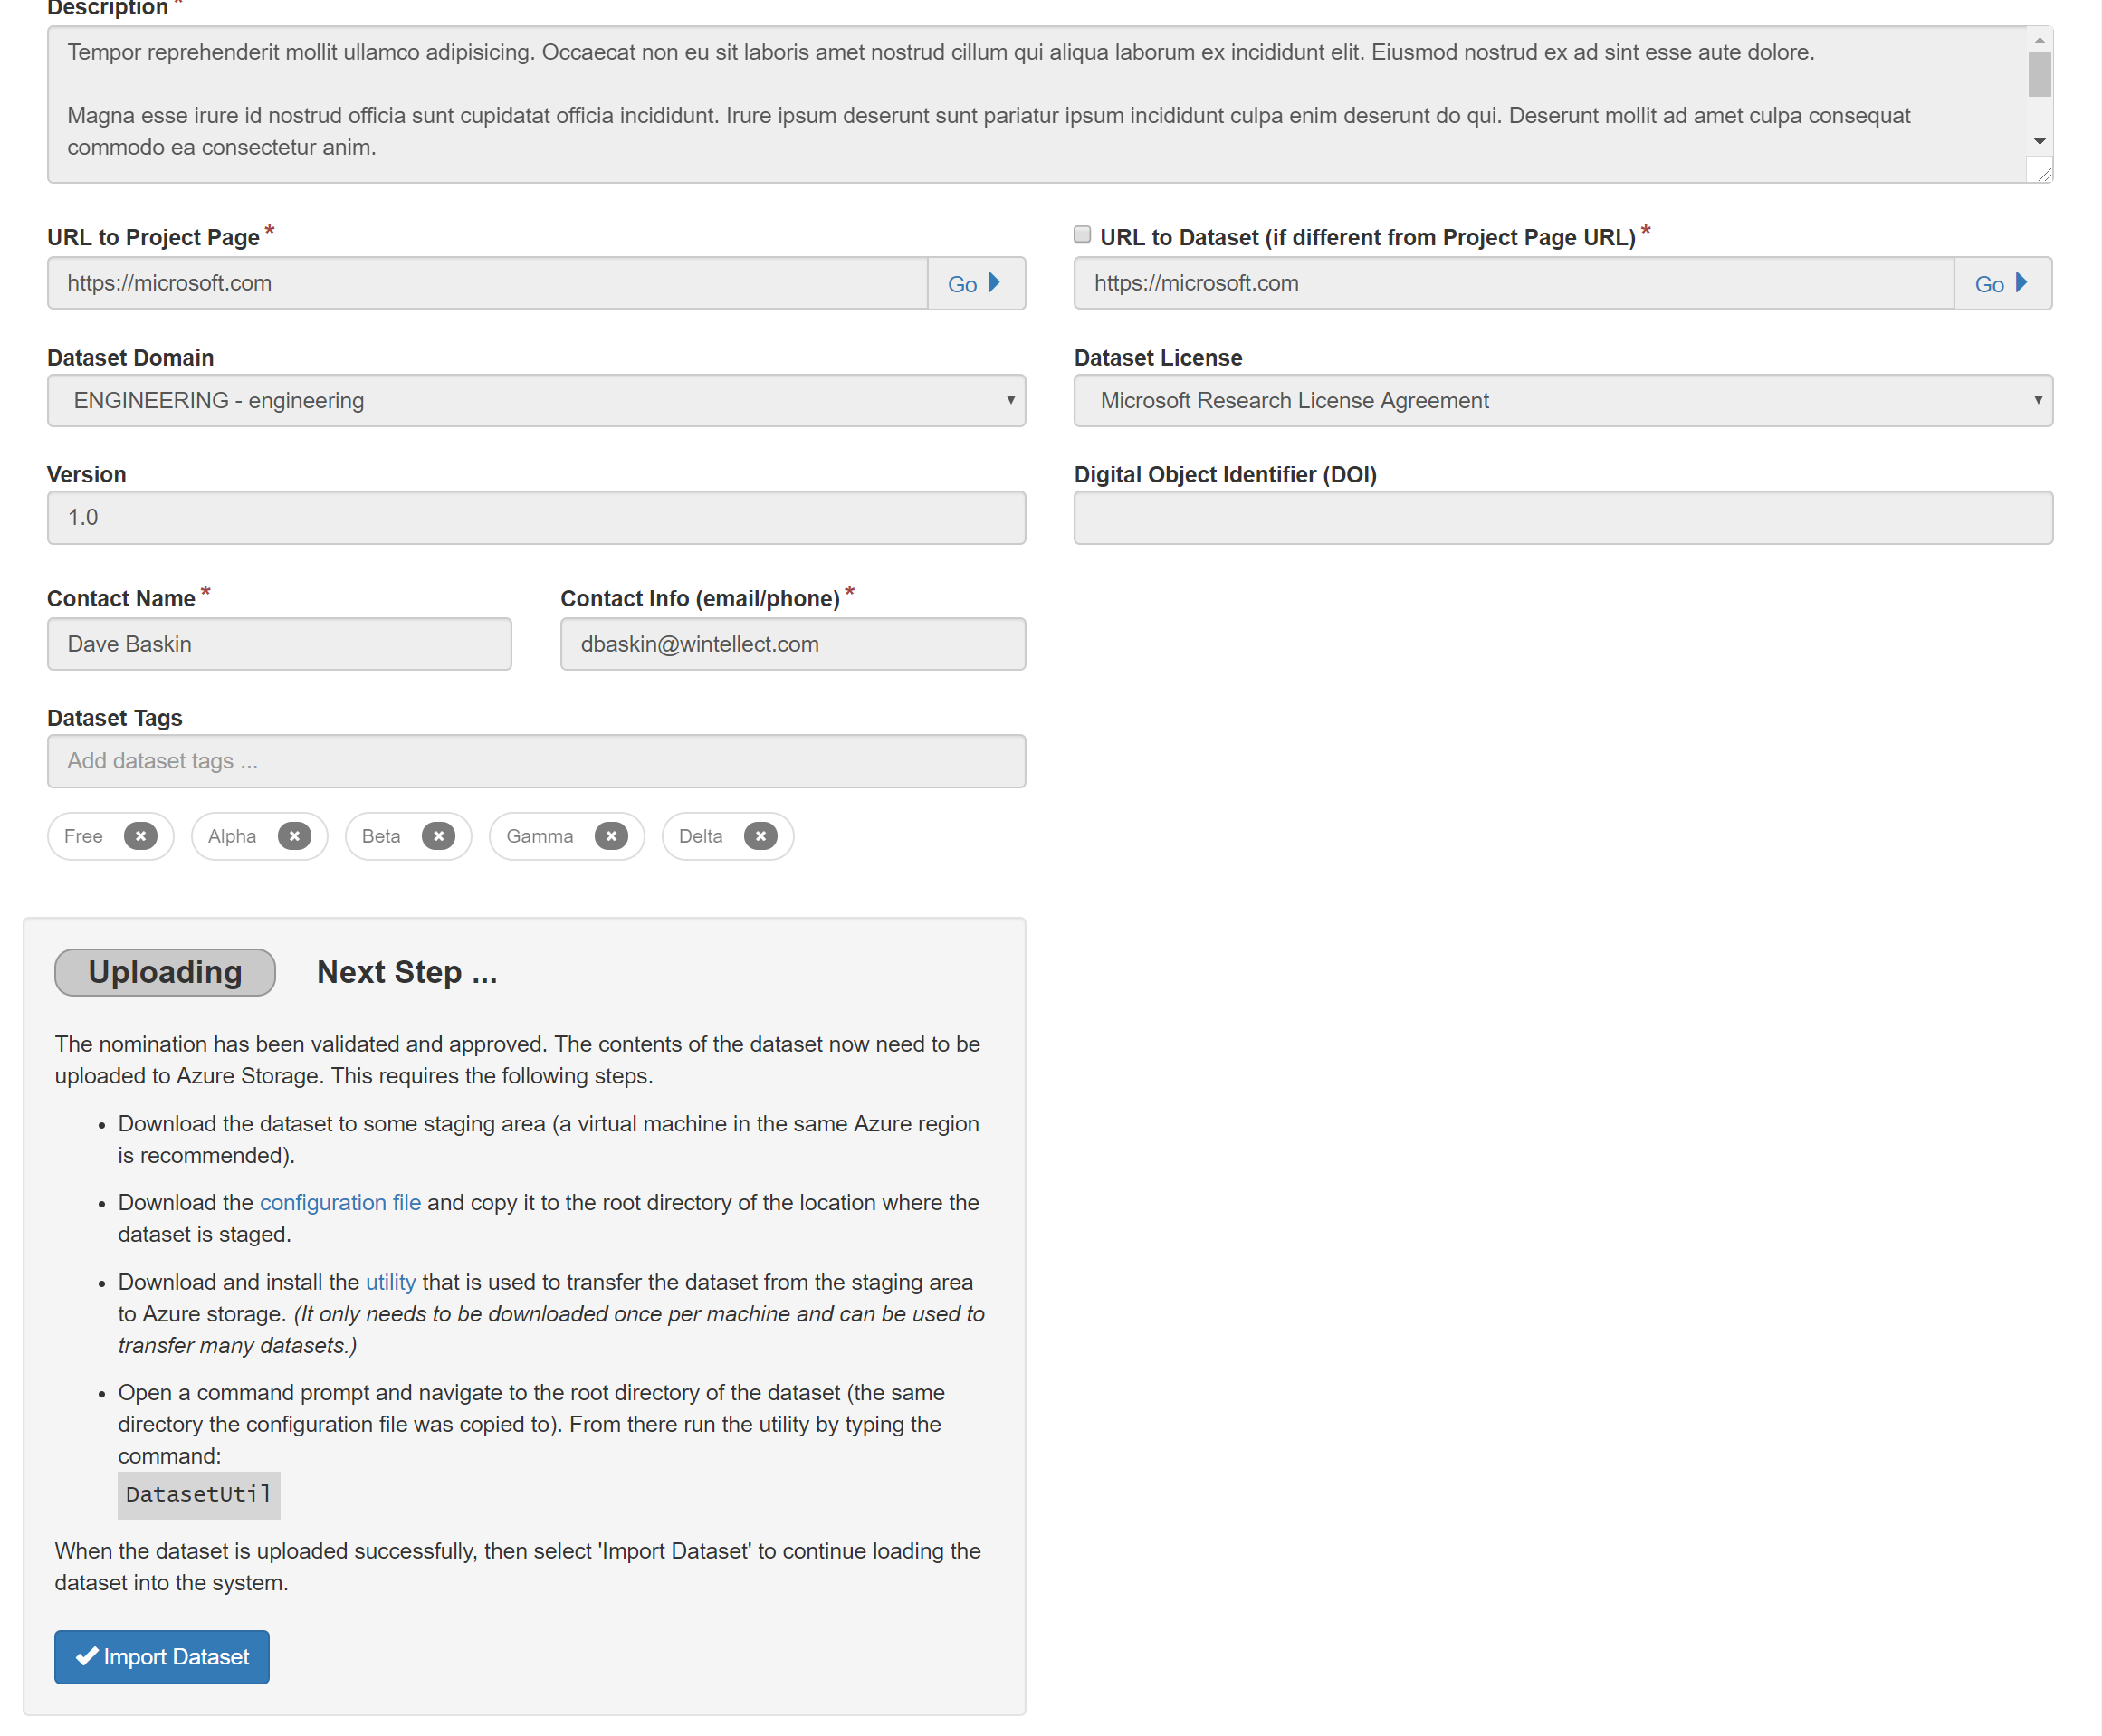 Description *
Tempor reprehenderit mollit ullamco adipisicing. Occaecat non eu sit laboris amet nostrud cillum qui aliqua laborum ex incididunt elit. Eiusmod nostrud ex ad sint esse aute dolore.
Magna esse irure id nostrud officia sunt cupidatat officia incididunt. Irure ipsum deserunt sunt pariatur ipsum incididunt culpa enim deserunt do qui. Deserunt mollit ad amet culpa consequat
commodo ea consectetur anim.
URL to Project Page *
https://microsoft.com Go
URL to Dataset (if different from Project Page URL) *
https://microsoft.com Go
Dataset Domain
ENGINEERING - engineering
Dataset License
Microsoft Research License Agreement
Version
1.0
Digital Object Identifier (DOI)
Contact Name *
Dave Baskin
Contact Info (email/phone) *
dbaskin@wintellect.com
Dataset Tags
Add dataset tags ...
Free Alpha Beta Gamma Delta
Uploading Next Step ...
The nomination has been validated and approved. The contents of the dataset now need to be
uploaded to Azure Storage. This requires the following steps.
• Download the dataset to some staging area (a virtual machine in the same Azure region
is recommended).
• Download the configuration file and copy it to the root directory of the location where the
dataset is staged.
• Download and install the utility that is used to transfer the dataset from the staging area
to Azure storage. (It only needs to be downloaded once per machine and can be used to
transfer many datasets.)
• Open a command prompt and navigate to the root directory of the dataset (the same
directory the configuration file was copied to). From there run the utility by typing the
command:
DatasetUtil
When the dataset is uploaded successfully, then select 'Import Dataset' to continue loading the
dataset into the system.
Import Dataset